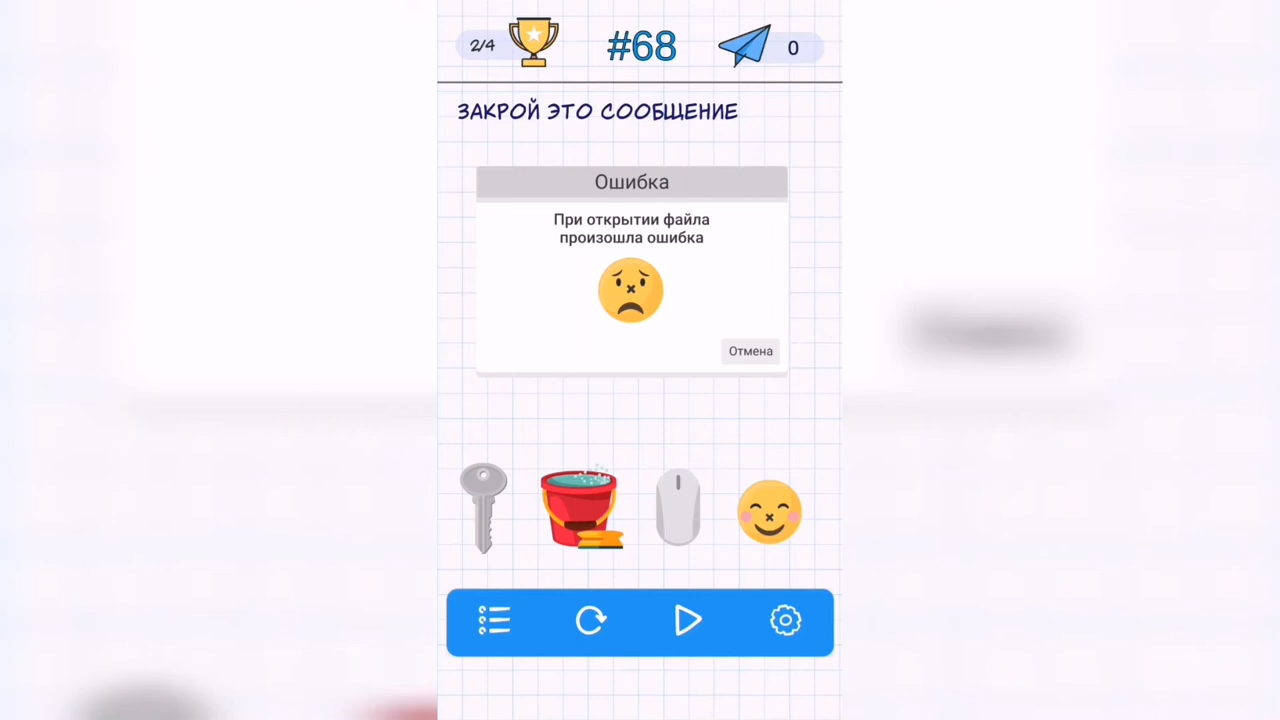 2/4
#68
0
ЗАКРОЙ ЭТО СООБЩЕНИЕ
Ошибка
При открытии файла
произошла ошибка
Отмена